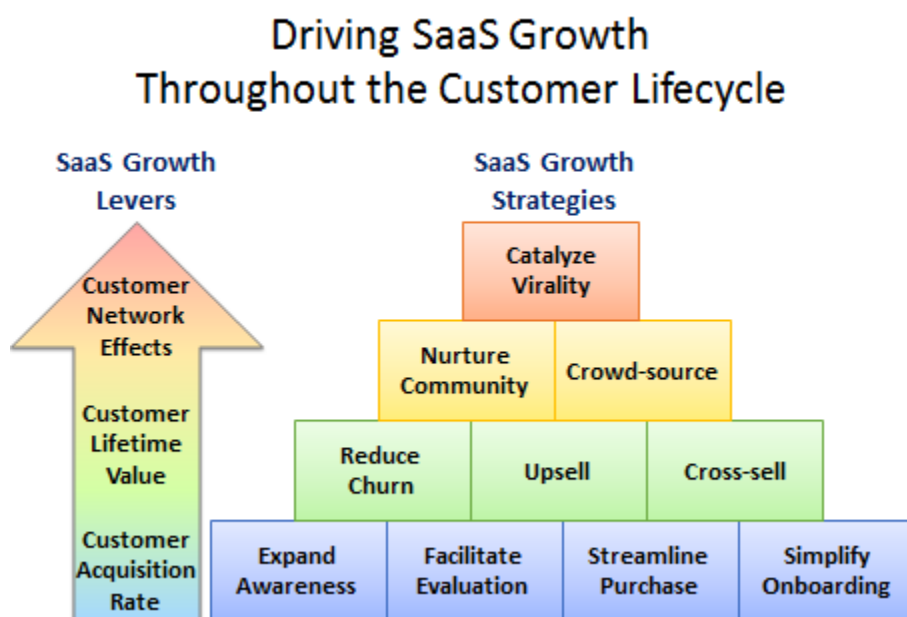 Driving SaaS Growth
Throughout the Customer Lifecycle
SaaS Growth
Levers
Customer
Network
Effects
Customer
Lifetime
Value
Customer
Acquisition
Rate
SaaS Growth
Strategies
Catalyze
Virality
Nurture
Community
Crowd-source
Reduce
Churn
Upsell
Cross-sell
Expand
Awareness
Facilitate
Evaluation
Streamline
Purchase
Simplify
Onboarding